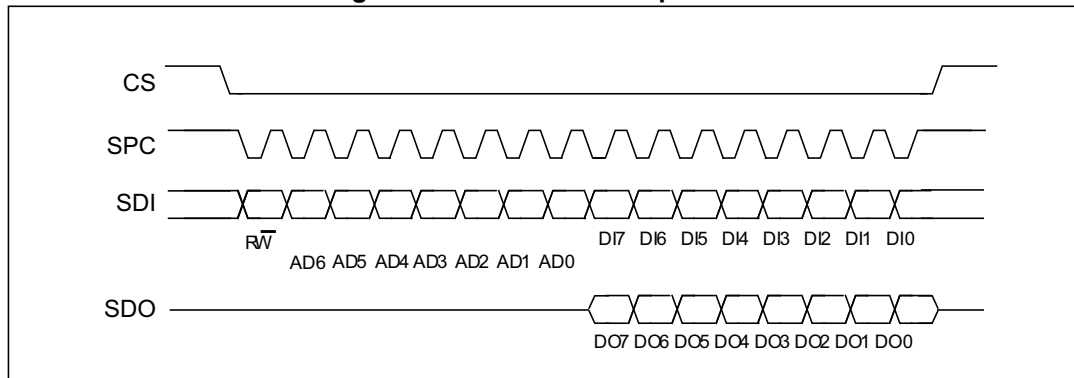 CS
SPC
SDI
RW
DI7 DI6 DI5 DI4 DI3 DI2 DI1 DI0
AD6 AD5 AD4 AD3 AD2 AD1 AD0
SDO
DO7 DO6 DO5 DO4 DO3 DO2 DO1 DO0